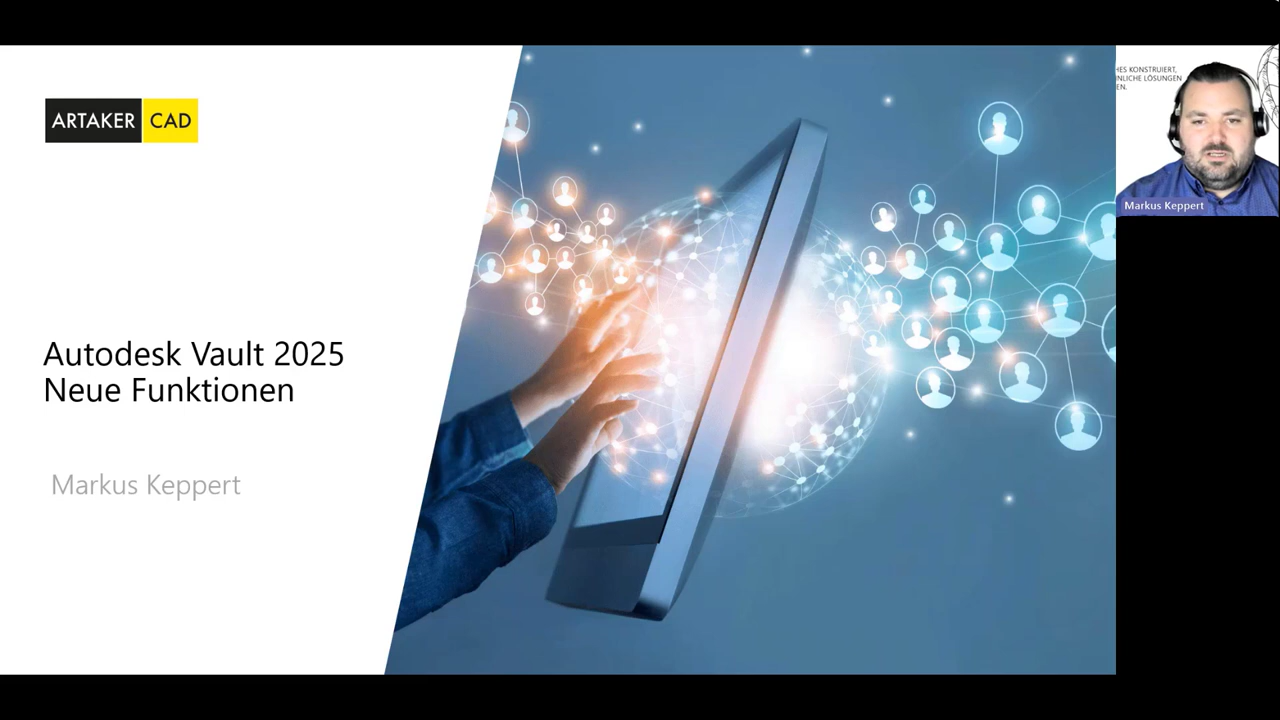 ARTAKER CAD
Autodesk Vault 2025
Neue Funktionen
Markus Keppert
HES KONSTRUIERT,
NLICHE LÖSUNGEN
EN.
Markus Keppert